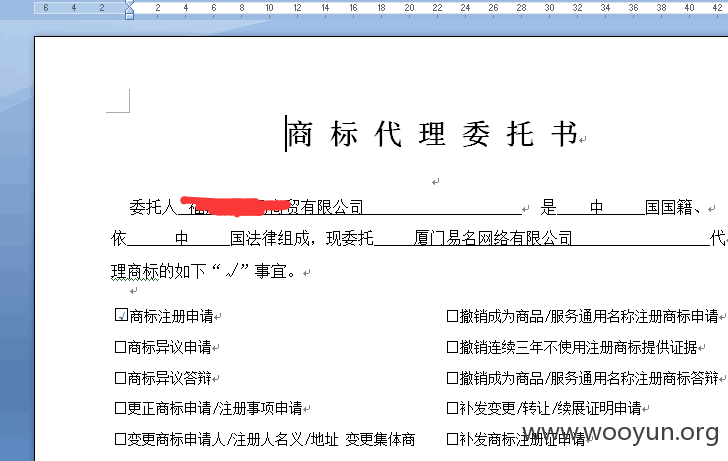 6 4 2 2 4 6 8 10 12 14 16 18 20 22 24 26 28 30 32 34 36 38 40 42
商 标 代 理 委 托 书
委托人 商贸有限公司 是 中 国国籍、
依 中 国法律组成，现委托 厦门易名网络有限公司 代
理商标的如下“√”事宜。
☑商标注册申请 □撤销成为商品/服务通用名称注册商标申请
□商标异议申请 □撤销连续三年不使用注册商标提供证据
□商标异议答辩 □撤销成为商品/服务通用名称注册商标答辩
□更正商标申请/注册事项申请 □补发变更/转让/续展证明申请
□变更商标申请人/注册人名义/地址 变更集体商 □补发商标注册证申请
www.wooyun.org